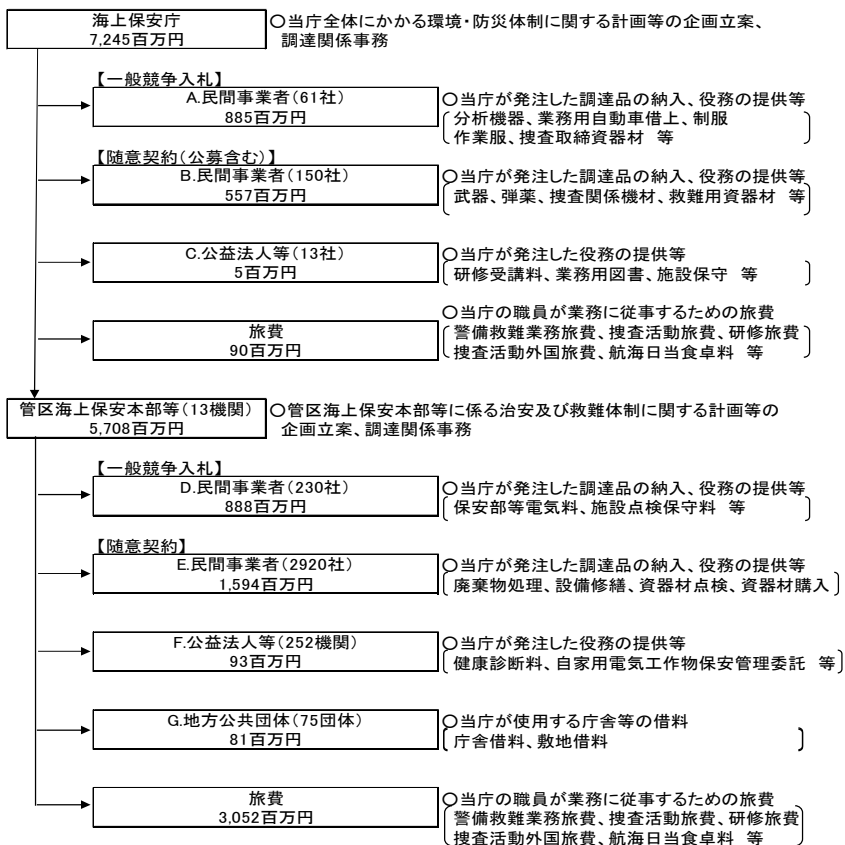 海上保安庁
7,245百万円
〇当庁全体にかかる環境・防災体制に関する計画等の企画立案、
調達関係事務
【一般競争入札】
A.民間事業者(61社)
885百万円
〇当庁が発注した調達品の納入、役務の提供等
分析機器、業務用自動車借上、制服
作業服、捜査取締資器材　等
【随意契約(公募含む)】
B.民間事業者(150社)
557百万円
〇当庁が発注した調達品の納入、役務の提供等
武器、弾薬、捜査関係機材、救難用資器材　等
C.公益法人等(13社)
5百万円
〇当庁が発注した役務の提供等
研修受講料、業務用図書、施設保守　等
旅費
90百万円
〇当庁の職員が業務に従事するための旅費
警備救難業務旅費、捜査活動旅費、研修旅費
捜査活動外国旅費、航海日当食卓料　等
管区海上保安本部等(13機関)
5,708百万円
〇管区海上保安本部等に係る治安及び救難体制に関する計画等の
企画立案、調達関係事務
【一般競争入札】
D.民間事業者(230社)
888百万円
〇当庁が発注した調達品の納入、役務の提供等
保安部等電気料、施設点検保守料　等
【随意契約】
E.民間事業者(2920社)
1,594百万円
〇当庁が発注した調達品の納入、役務の提供等
廃棄物処理、設備修繕、資器材点検、資器材購入
F.公益法人等(252機関)
93百万円
〇当庁が発注した役務の提供等
健康診断料、自家用電気工作物保安管理委託　等
G.地方公共団体(75団体)
81百万円
〇当庁が使用する庁舎等の借料
庁舎借料、敷地借料
旅費
3,052百万円
〇当庁の職員が業務に従事するための旅費
警備救難業務旅費、捜査活動旅費、研修旅費
捜査活動外国旅費、航海日当食卓料　等